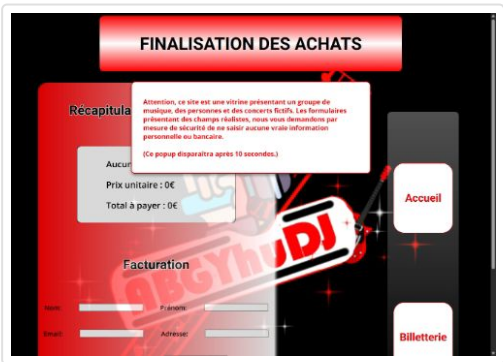 FINALISATION DES ACHATS
Récapitula
Attention, ce site est une vitrine présentant un groupe de
musique, des personnes et des concerts fictifs. Les formulaires
présentant des champs réalistes, nous vous demandons par
mesure de sécurité de ne saisir aucune vraie information
personnelle ou bancaire.
(Ce popup disparaitra après 10 secondes.)
Aucu
Prix unitaire : 0€
Total à payer : 0€
Accueil
ABGYhuDJ
Facturation
Nom:
Prénom:
Email:
Adresse:
Billetterie